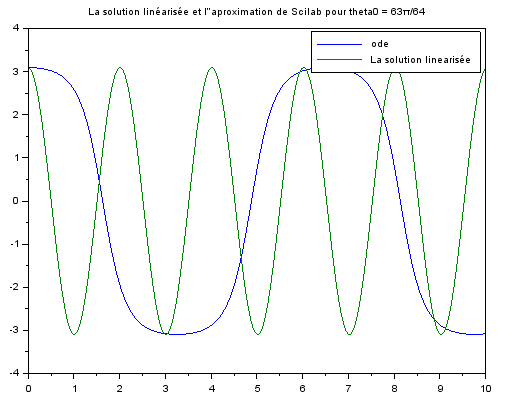 La solution linéarisée et l''aproximation de Scilab pour theta0 = 63π/64
ode
La solution linearisée
4
3
2
1
0
-1
-2
-3
-4
0 1 2 3 4 5 6 7 8 9 10